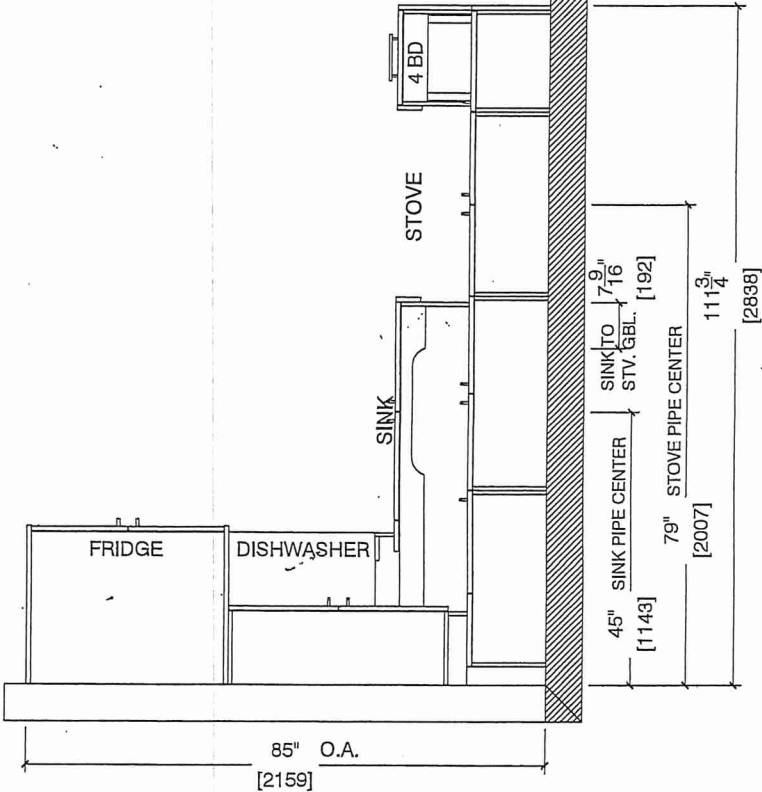 4 BD
STOVE
SINK
FRIDGE
DISHWASHER
7 9/16"
[192]
SINK TO
STV. GBL.
45" SINK PIPE CENTER
[1143]
79" STOVE PIPE CENTER
[2007]
111 3/4"
[2838]
85" O.A.
[2159]